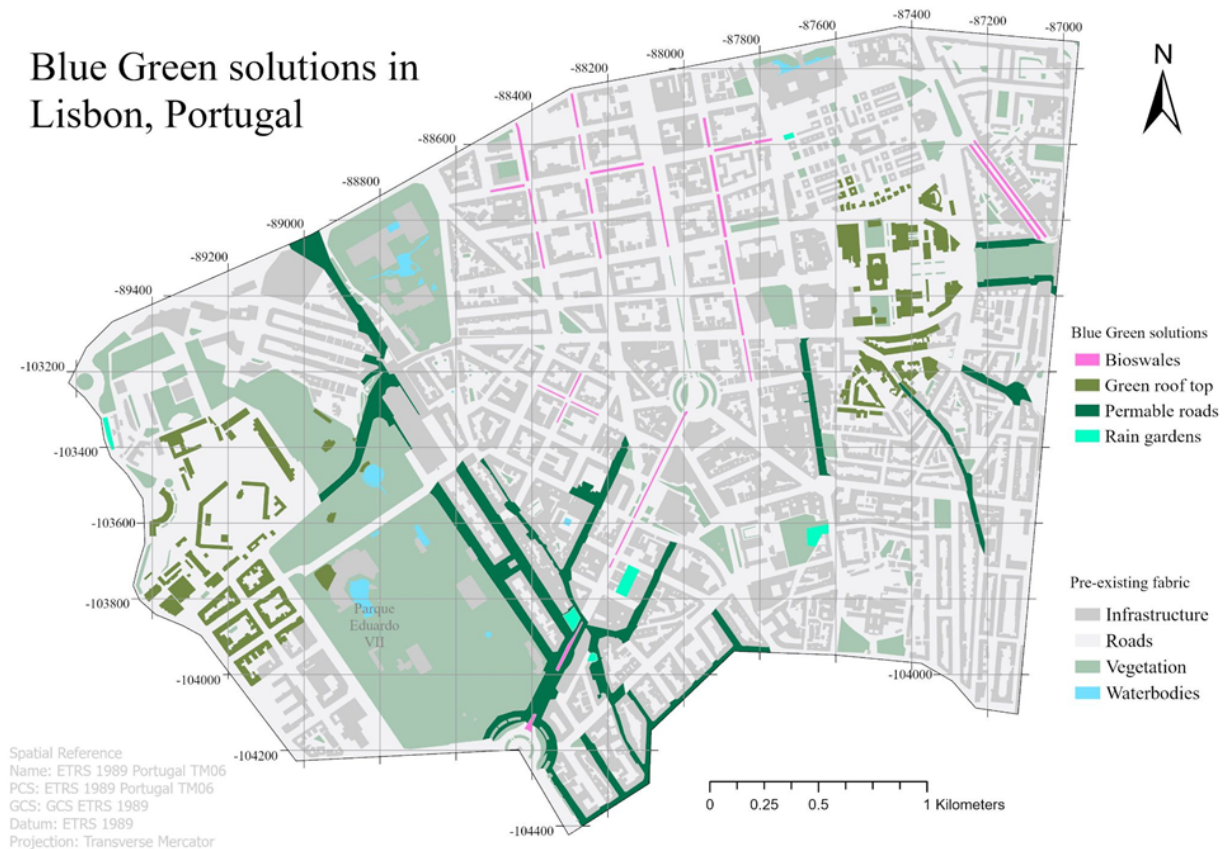 Blue Green solutions in
Lisbon, Portugal
-87000
-87200
-87400
-87600
-87800
-88000
-88200
-88400
-88600
-88800
-89000
-89200
-89400
-103200
-103400
-103600
-103800
-104000
-104200
-104400
-104000
N
Parque
Eduardo
VII
Blue Green solutions
Bioswales
Green roof top
Permable roads
Rain gardens
Pre-existing fabric
Infrastructure
Roads
Vegetation
Waterbodies
0 0.25 0.5 1 Kilometers
Spatial Reference
Name: ETRS 1989 Portugal TM06
PCS: ETRS 1989 Portugal TM06
GCS: GCS ETRS 1989
Datum: ETRS 1989
Projection: Transverse Mercator